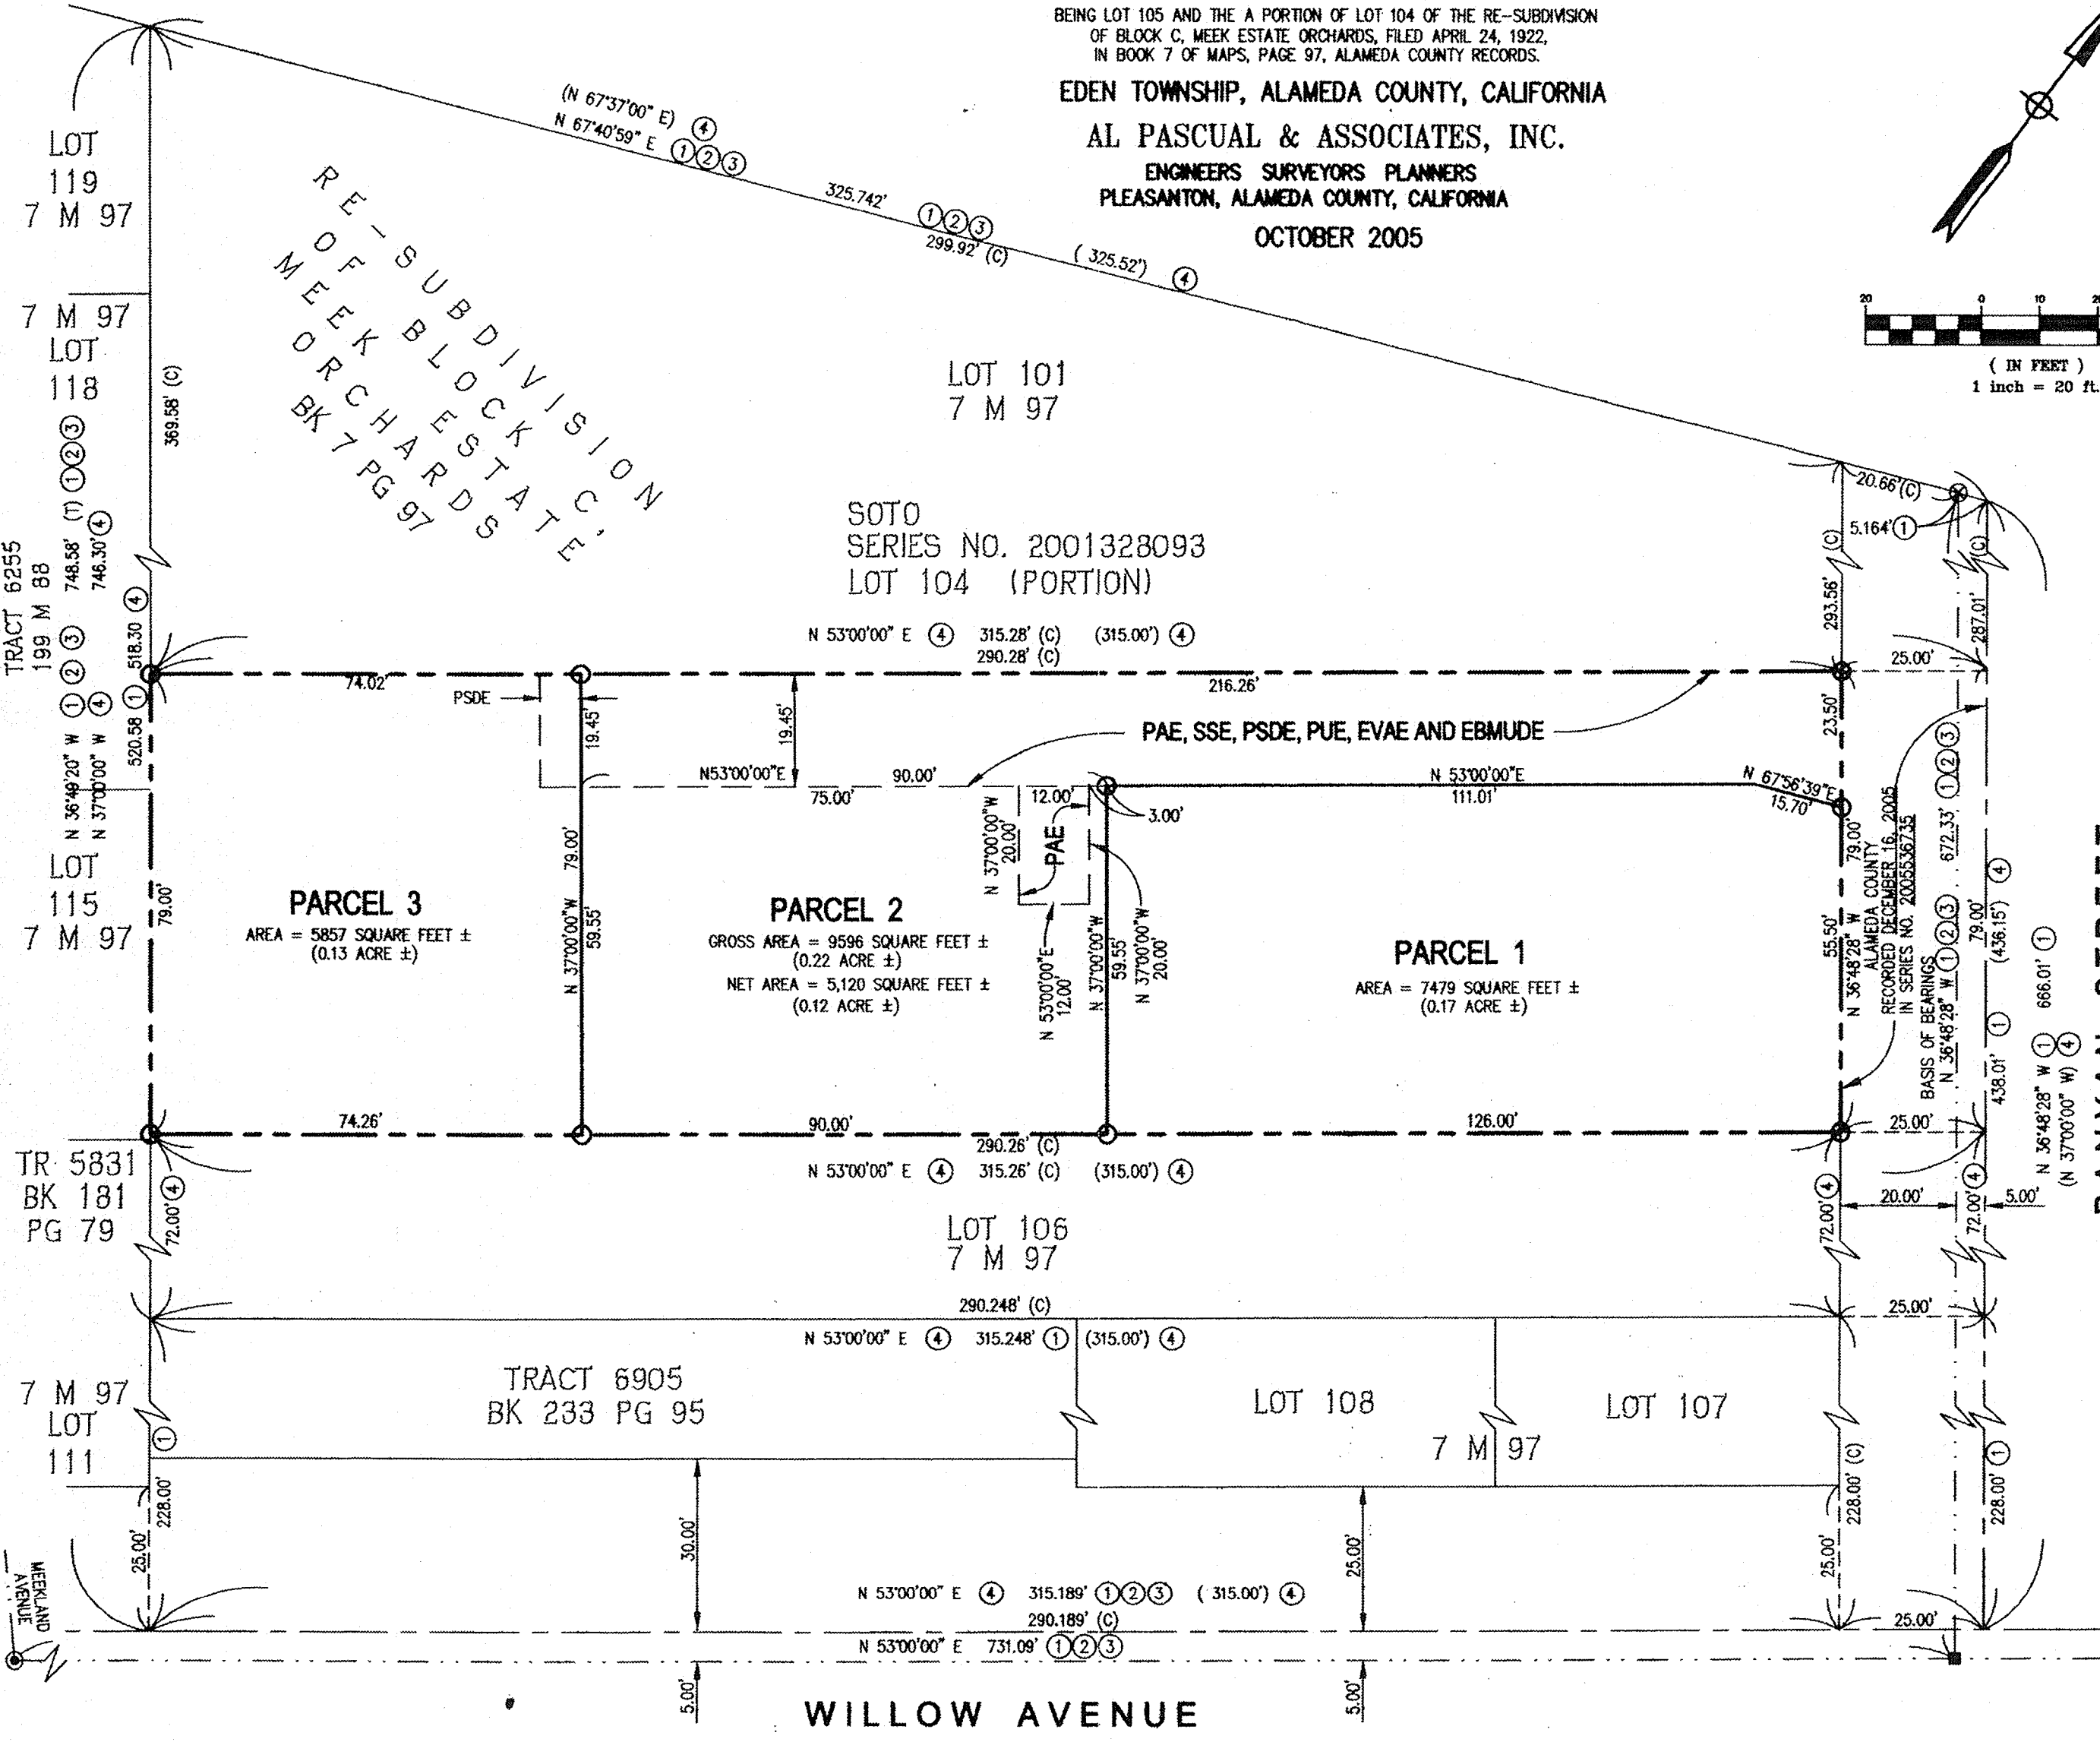 BEING LOT 105 AND THE A PORTION OF LOT 104 OF THE RE-SUBDIVISION
OF BLOCK C, MEEK ESTATE ORCHARDS, FILED APRIL 24, 1922,
IN BOOK 7 OF MAPS, PAGE 97, ALAMEDA COUNTY RECORDS.
EDEN TOWNSHIP, ALAMEDA COUNTY, CALIFORNIA
AL PASCUAL & ASSOCIATES, INC.
ENGINEERS SURVEYORS PLANNERS
PLEASANTON, ALAMEDA COUNTY, CALIFORNIA
OCTOBER 2005
20 0 10 20
( IN FEET )
1 inch = 20 ft.
(N 67°37'00" E) ④
N 67°40'59" E ①②③
325.742' ①②③
299.92' (C)
( 325.52') ④
LOT
119
7 M 97
7 M 97
LOT
118
369.58' (C)
RE-SUBDIVISION
OF BLOCK C,
MEEK ESTATE
ORCHARDS
BK 7 PG 97
LOT 101
7 M 97
SOTO
SERIES NO. 2001328093
LOT 104 (PORTION)
20.66'(C)
5.164' ①
293.56' (C)
287.01' (C)
TRACT 6255
199 M 88
N 36°49'20" W ① ② ③ 748.58' (T) ①②③
N 37°00'00" W ④ 746.30' ④
520.58 ① 518.30 ④
N 53°00'00" E ④ 315.28' (C) (315.00') ④
290.28' (C)
25.00'
74.02'
216.26'
PSDE
19.45'
19.45'
23.50'
PAE, SSE, PSDE, PUE, EVAE AND EBMUDE
N53°00'00"E 90.00'
75.00'
12.00'
3.00'
N 53°00'00"E
111.01'
N 67°56'39"E
15.70'
N 37°00'00"W
20.00'
PAE
79.00'
79.00'
79.00'
LOT
115
7 M 97
PARCEL 3
AREA = 5857 SQUARE FEET ±
(0.13 ACRE ±)
N 37°00'00"W
59.55'
PARCEL 2
GROSS AREA = 9596 SQUARE FEET ±
(0.22 ACRE ±)
NET AREA = 5,120 SQUARE FEET ±
(0.12 ACRE ±)
N 53°00'00"E
12.00'
N 37°00'00"W
59.55'
N 37°00'00"W
20.00'
PARCEL 1
AREA = 7479 SQUARE FEET ±
(0.17 ACRE ±)
N 36°48'28" W
55.50'
ALAMEDA COUNTY
RECORDED DECEMBER 16, 2005
IN SERIES NO. 2005536735
BASIS OF BEARINGS
N 36°48'28" W ①②③ 672.33' ①②③
438.01' ① 79.00'
(436.15') ④
N 36°48'28" W ① 666.01' ①
(N 37°00'00" W) ④
74.26'
90.00'
126.00'
25.00'
290.26' (C)
N 53°00'00" E ④ 315.26' (C) (315.00') ④
TR 5831
BK 181
PG 79
72.00' ④
72.00' ④
20.00'
72.00' ④
5.00'
LOT 106
7 M 97
290.248' (C)
25.00'
N 53°00'00" E ④ 315.248' ① (315.00') ④
TRACT 6905
BK 233 PG 95
LOT 108
LOT 107
7 M 97
7 M 97
LOT
111
228.00' ①
25.00'
30.00'
25.00'
25.00'
228.00' (C)
228.00' ①
MEEKLAND
AVENUE
N 53°00'00" E ④ 315.189' ①②③ ( 315.00') ④
290.189' (C)
25.00'
N 53°00'00" E 731.09' ①②③
5.00'
5.00'
WILLOW AVENUE